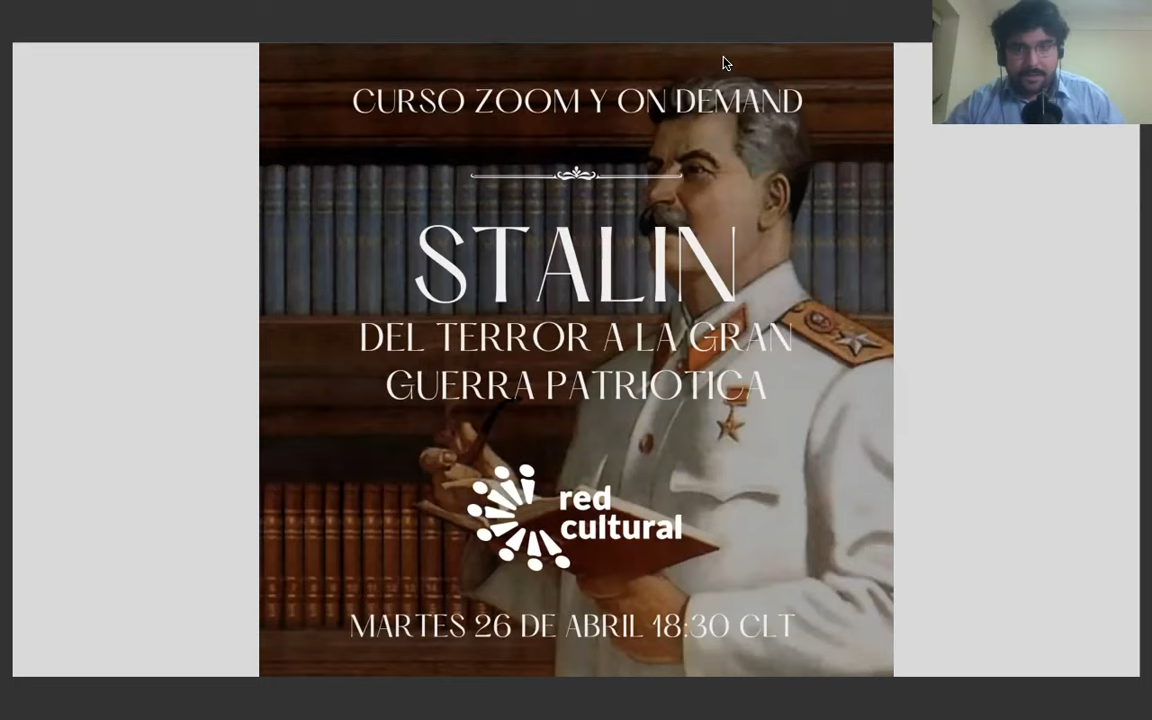 CURSO ZOOM Y ON DEMAND
STALIN
DEL TERROR A LA GRAN
GUERRA PATRIOTICA
red
cultural
MARTES 26 DE ABRIL 18:30 CLT